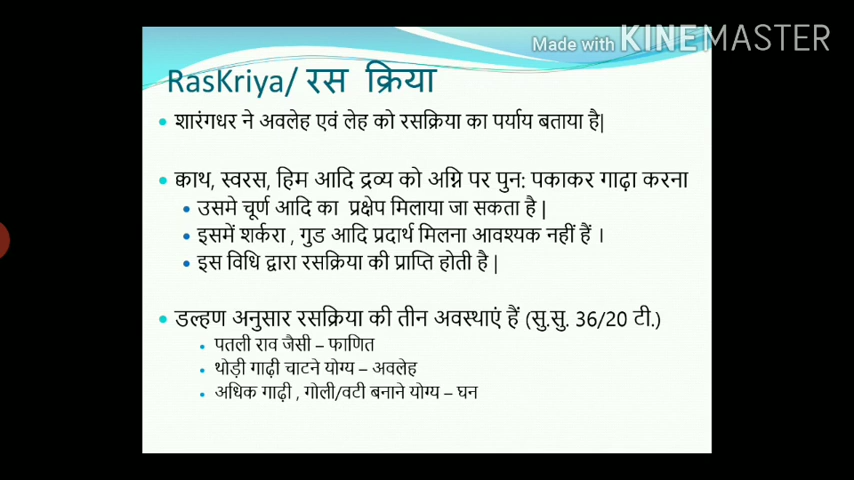 Made with KINEMASTER
RasKriya/ रस क्रिया
शारंगधर ने अवलेह एवं लेह को रसक्रिया का पर्याय बताया है|
क्वाथ, स्वरस, हिम आदि द्रव्य को अग्नि पर पुन: पकाकर गाढ़ा करना
उसमे चूर्ण आदि का प्रक्षेप मिलाया जा सकता है |
इसमें शर्करा , गुड आदि प्रदार्थ मिलना आवश्यक नहीं हैं ।
इस विधि द्वारा रसक्रिया की प्राप्ति होती है |
डल्हण अनुसार रसक्रिया की तीन अवस्थाएं हैं (सु.सु. 36/20 टी.)
पतली राव जैसी – फाणित
थोड़ी गाढ़ी चाटने योग्य – अवलेह
अधिक गाढ़ी , गोली/वटी बनाने योग्य – घन